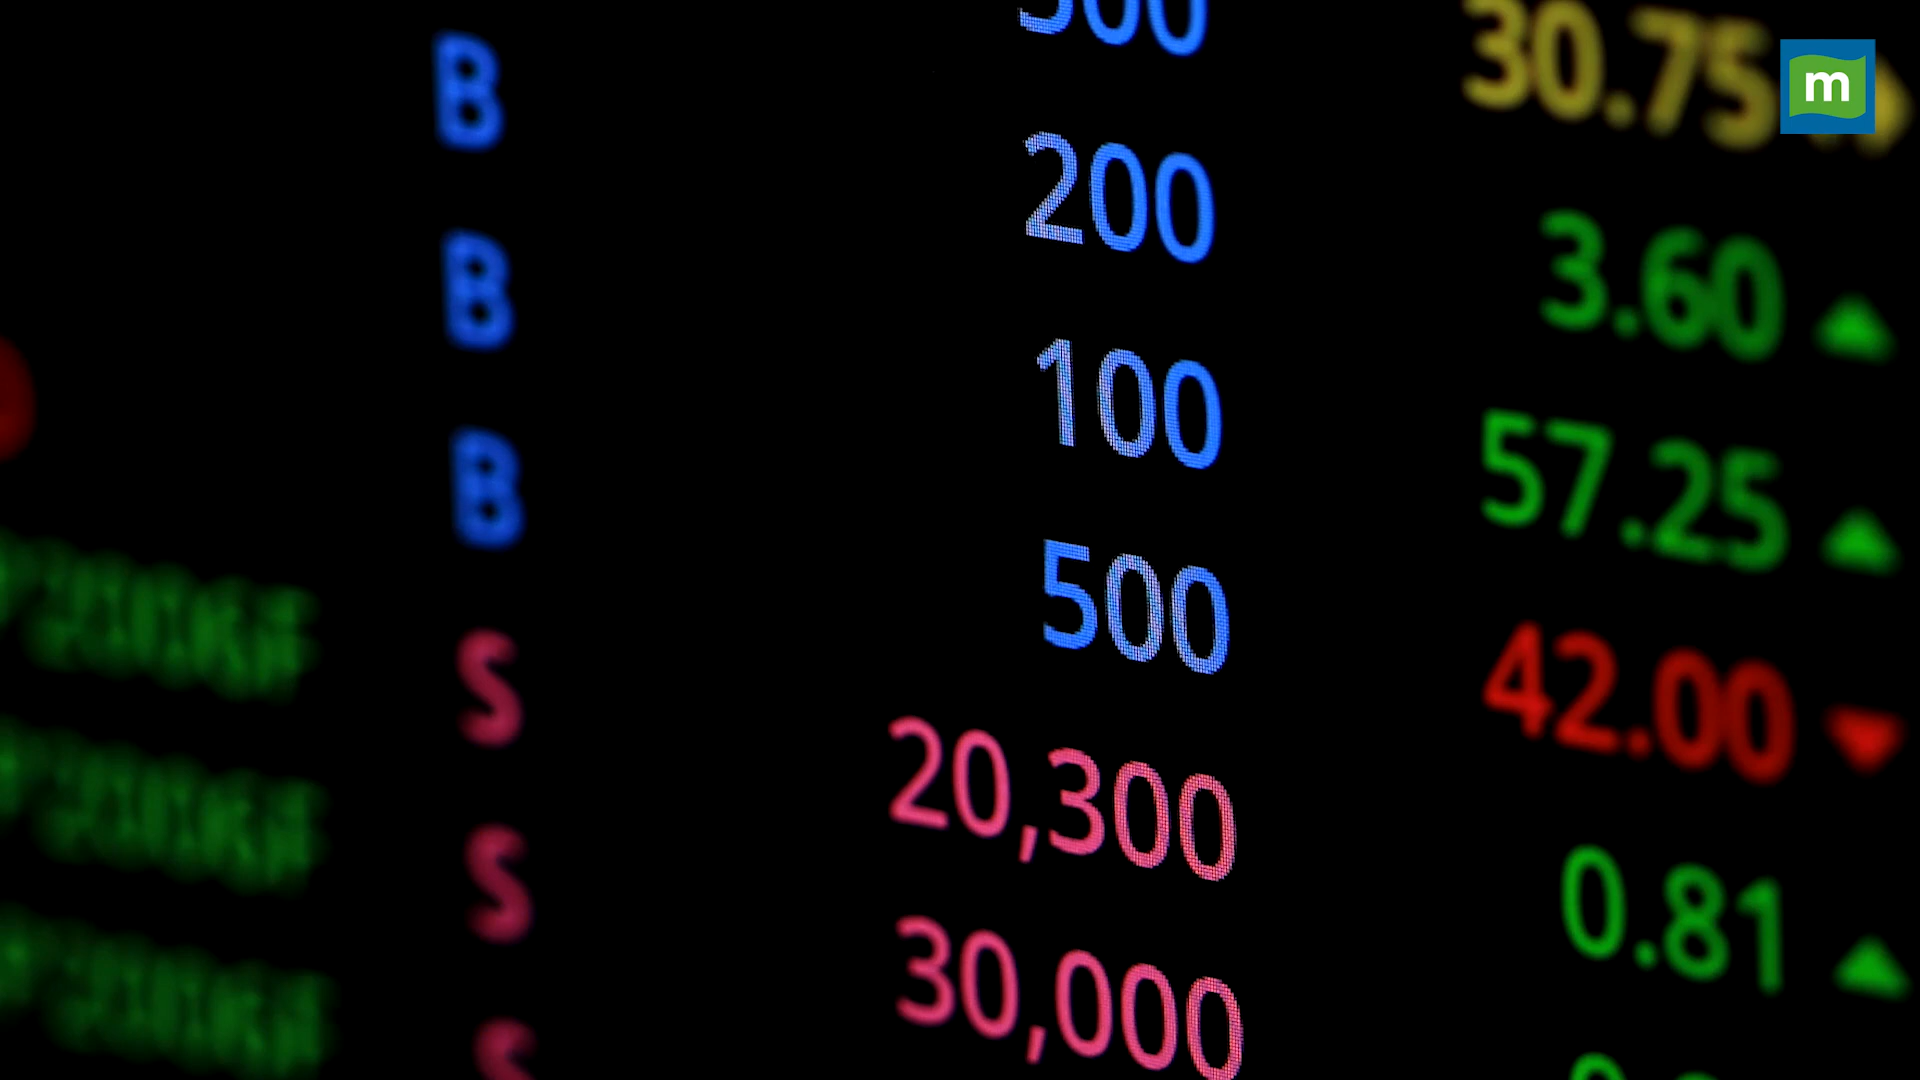 500 30.75
B 200 3.60 ▲
B 100 57.25 ▲
B 500 42.00 ▼
S 20,300 0.81 ▲
S 30,000
S
m